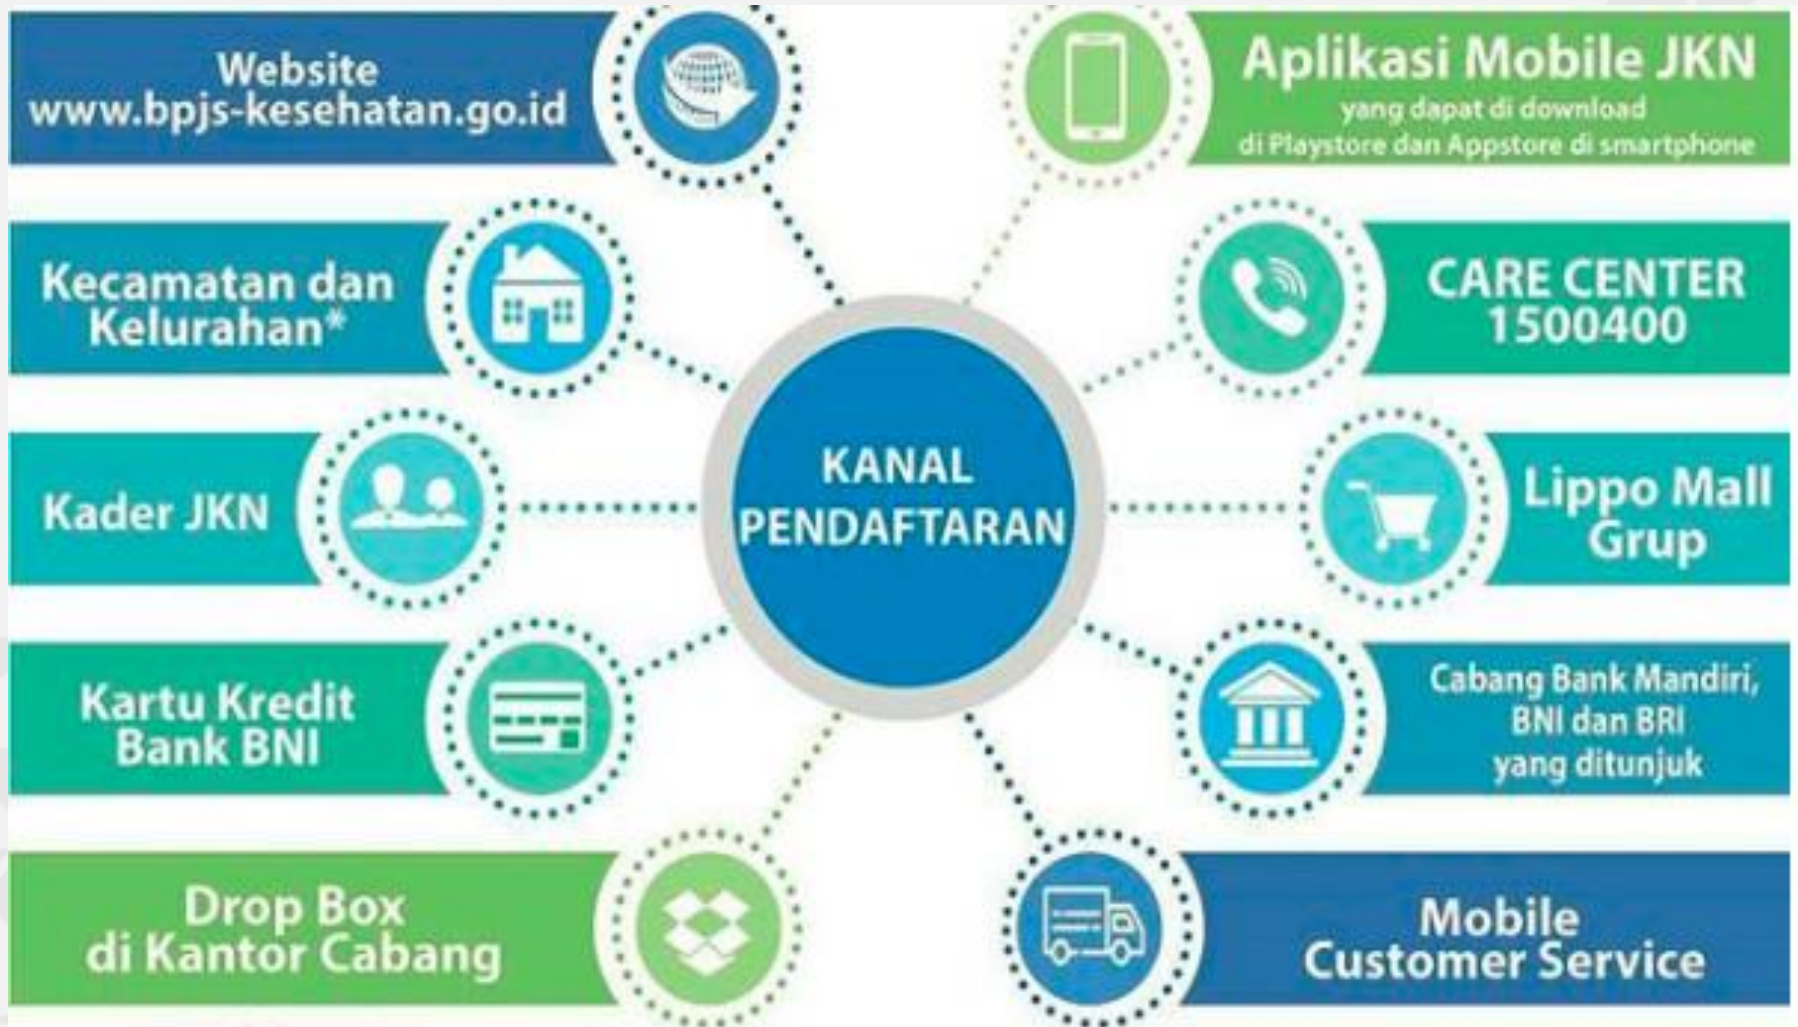 Website
www.bpjs-kesehatan.go.id
Kecamatan dan
Kelurahan*
Kader JKN
Kartu Kredit
Bank BNI
Drop Box
di Kantor Cabang
KANAL
PENDAFTARAN
Aplikasi Mobile JKN
yang dapat di download
di Playstore dan Appstore di smartphone
CARE CENTER
1500400
Lippo Mall
Grup
Cabang Bank Mandiri,
BNI dan BRI
yang ditunjuk
Mobile
Customer Service